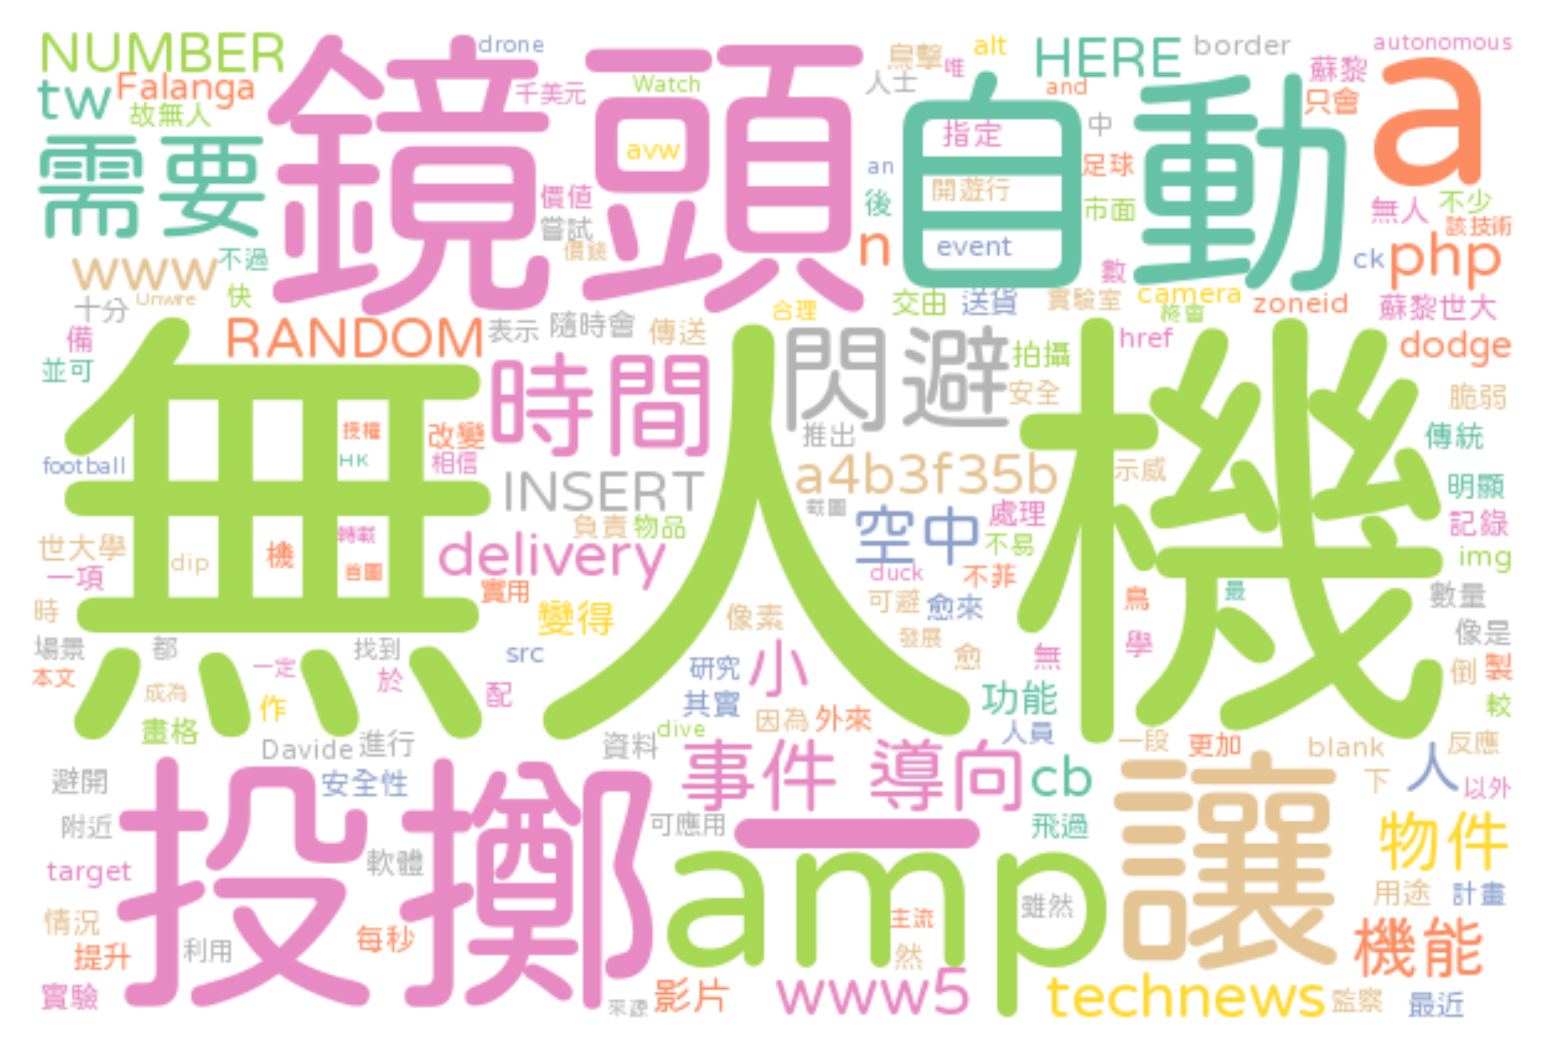 NUMBER
drone
鏡頭
Watch
鳥擊
唯
alt
HERE
border
autonomous
蘇黎
tw
Falanga
千美元
人士
and
只會
a
故無人
avw
自動
指定
中
需要
an
足球
價值
開遊行
後
市面
無人
不少
嘗試
該技術
www
不過
價錢
n
event
數
ck
php
十分
Unwire
快
合理
交由
送貨
實驗室
camera
終會
zoneid
蘇黎世大
備
RANDOM
表示
隨時會
傳送
href
dodge
並可
無人機
時間
閃避
拍攝
安全
脆弱
授權
改變
推出
傳統
football
HK
相信
INSERT
a4b3f35b
示威
明顯
截圖
空中
處理
記錄
轉載
負責
物品
世大學
dip
機
delivery
不易
img
一項
首圖
duck
不菲
實用
可避
愈來
鳥
最
數量
時
變得
像素
發展
像是
場景
都
找到
src
小
愈
無
學
本文
一定
研究
倒
製
成為
於
配
其實
功能
作
因為
外來
較
畫格
dive
人員
Davide
進行
資料
事件
導向
一段
更加
blank
反應
避開
安全性
cb
讓
下
人
以外
投擲
附近
可應用
一
飛過
物件
target
軟體
amp
用途
計畫
情況
主流
雖然
提升
利用
每秒
然
機能
實驗
來源
影片
www5
technews
監察
最近